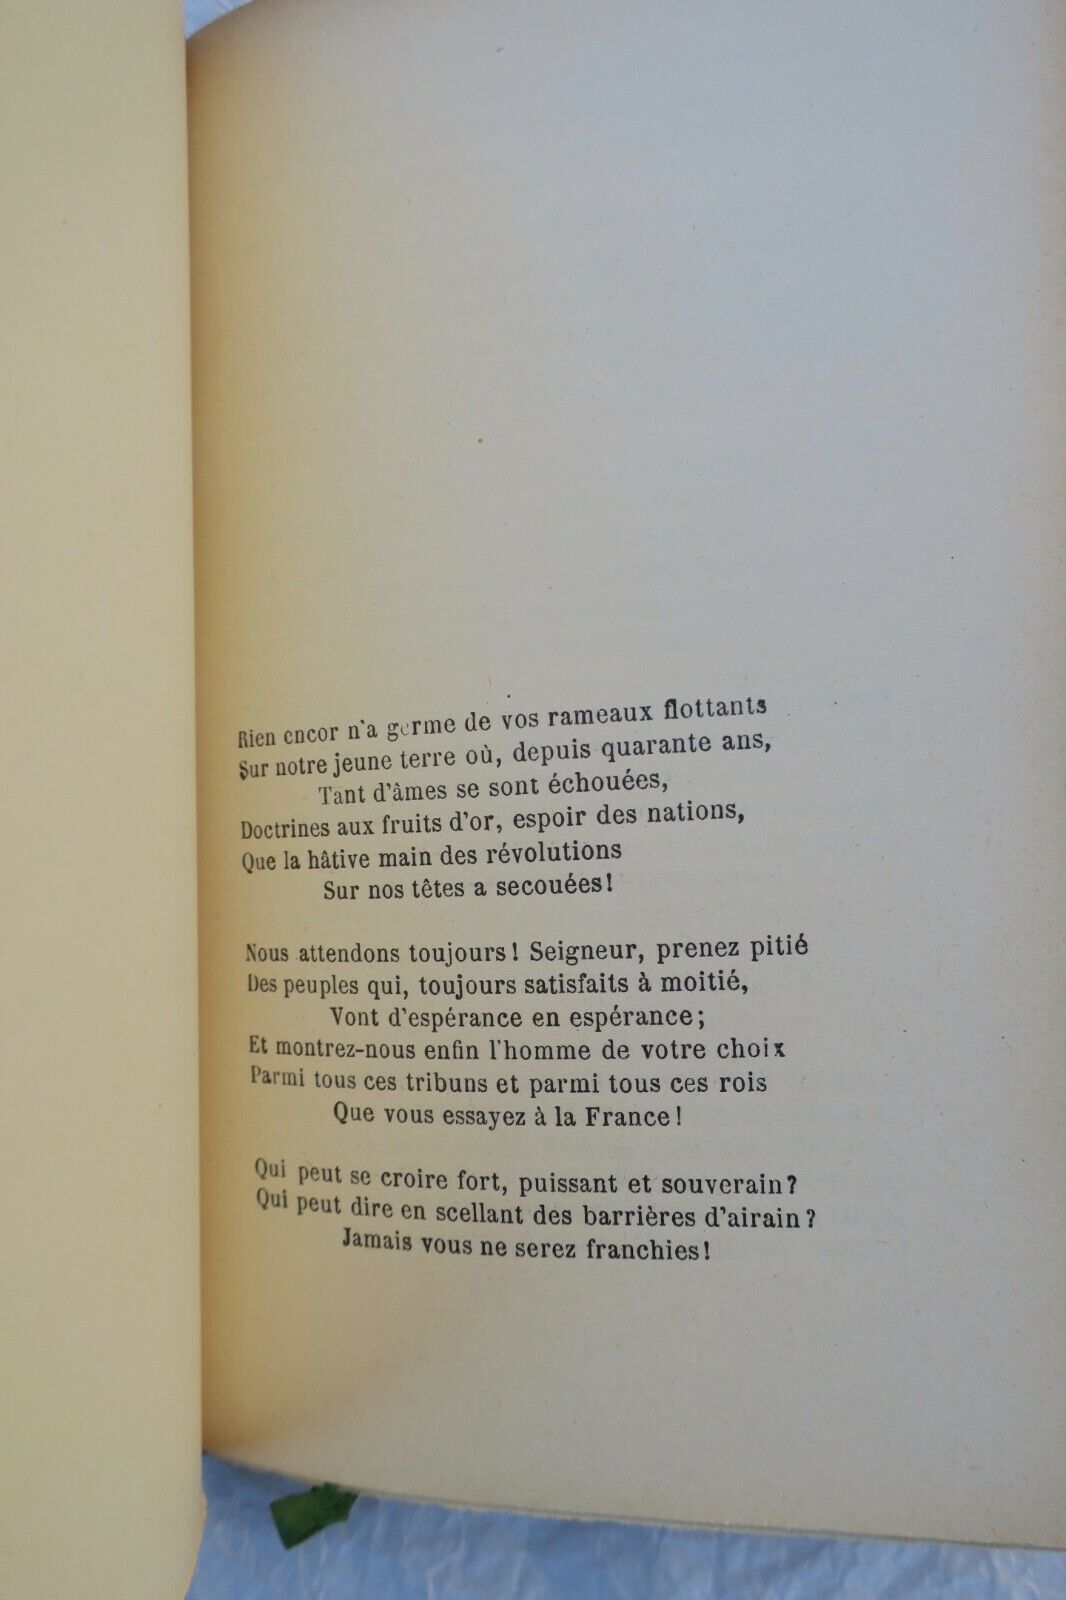 Rien encor n'a germe de vos rameaux flottants
Sur notre jeune terre où, depuis quarante ans,
Tant d'âmes se sont échouées,
Doctrines aux fruits d'or, espoir des nations,
Que la hâtive main des révolutions
Sur nos têtes a secouées!
Nous attendons toujours! Seigneur, prenez pitié
Des peuples qui, toujours satisfaits à moitié,
Vont d'espérance en espérance;
Et montrez-nous enfin l'homme de votre choix
Parmi tous ces tribuns et parmi tous ces rois
Que vous essayez à la France!
Qui peut se croire fort, puissant et souverain?
Qui peut dire en scellant des barrières d'airain?
Jamais vous ne serez franchies!